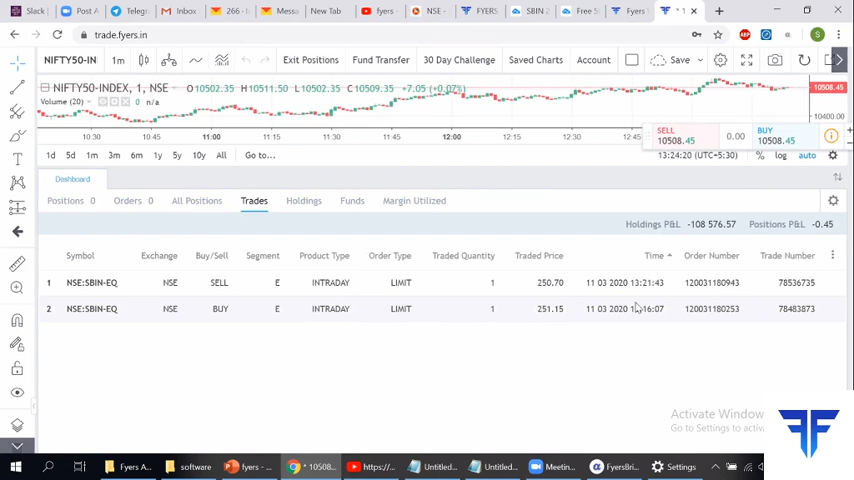 Slack | Post A Telegr Inbox 266 - i Messa New Tab fyers - NSE - FYERS SBIN 2 Free S Fyers * 1
trade.fyers.in
NIFTY50-IN 1m Exit Positions Fund Transfer 30 Day Challenge Saved Charts Account Save
NIFTY50-INDEX, 1, NSE O10502.35 H10511.50 L10502.35 C10509.35 +7.05 (+0.07%)
10508.45
Volume (20) 0 n/a
10400.00
SELL 10508.45 0.00 BUY 10508.45
10:30 10:45 11:00 11:15 11:30 11:45 12:00 12:15 12:30 12:45
1d 5d 1m 3m 6m 1y 5y 10y All Go to... 13:24:20 (UTC+5:30) % log auto
Dashboard
Positions 0 Orders 0 All Positions Trades Holdings Funds Margin Utilized
Holdings P&L -108 576.57 Positions P&L -0.45
Symbol Exchange Buy/Sell Segment Product Type Order Type Traded Quantity Traded Price Time Order Number Trade Number
1 NSE:SBIN-EQ NSE SELL E INTRADAY LIMIT 1 250.70 11 03 2020 13:21:43 120031180943 78536735
2 NSE:SBIN-EQ NSE BUY E INTRADAY LIMIT 1 251.15 11 03 2020 :16:07 120031180253 78483873
Activate Window
Go to Settings to activ
Fyers A... software fyers -... * 10508... https:/... Untitled... Untitled... Meetin... FyersBri... Settings